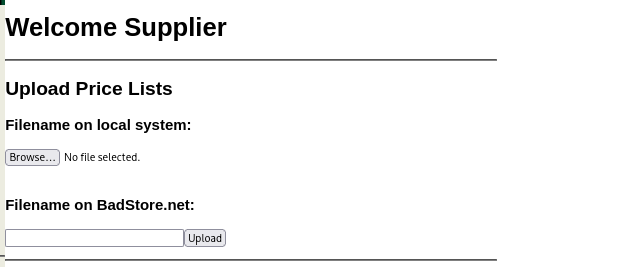 Welcome Supplier
Upload Price Lists
Filename on local system:
Browse... No file selected.
Filename on BadStore.net:
Upload